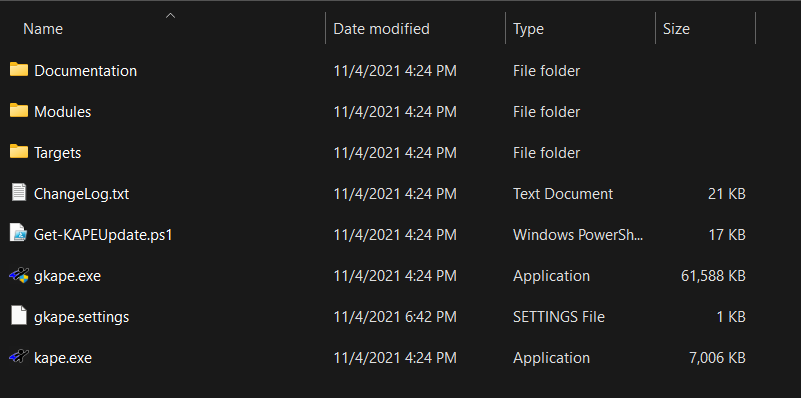 Name Date modified Type Size
Documentation 11/4/2021 4:24 PM File folder
Modules 11/4/2021 4:24 PM File folder
Targets 11/4/2021 4:24 PM File folder
ChangeLog.txt 11/4/2021 4:24 PM Text Document 21 KB
Get-KAPEUpdate.ps1 11/4/2021 4:24 PM Windows PowerSh... 17 KB
gkape.exe 11/4/2021 4:24 PM Application 61,588 KB
gkape.settings 11/4/2021 6:42 PM SETTINGS File 1 KB
kape.exe 11/4/2021 4:24 PM Application 7,006 KB